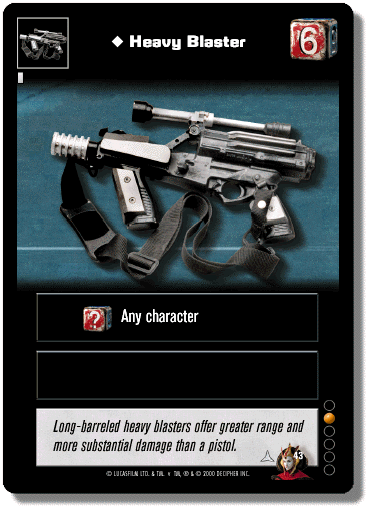 ◆ Heavy Blaster
6
? Any character
Long-barreled heavy blasters offer greater range and
more substantial damage than a pistol.
43
© LUCASFILM LTD. & TM. ® & © 2000 DECIPHER INC.